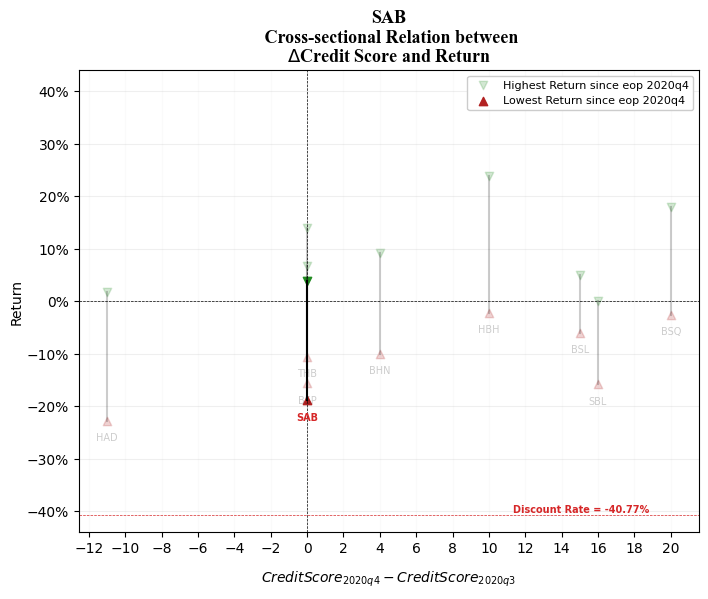 SAB
Cross-sectional Relation between
ΔCredit Score and Return
Highest Return since eop 2020q4
Lowest Return since eop 2020q4
40%
30%
20%
10%
0%
−10%
−20%
−30%
−40%
Return
HAD
THB
SAB
BHN
HBH
BSL
SBL
BSQ
Discount Rate = -40.77%
−12 −10 −8 −6 −4 −2 0 2 4 6 8 10 12 14 16 18 20
CreditScore2020q4 − CreditScore2020q3